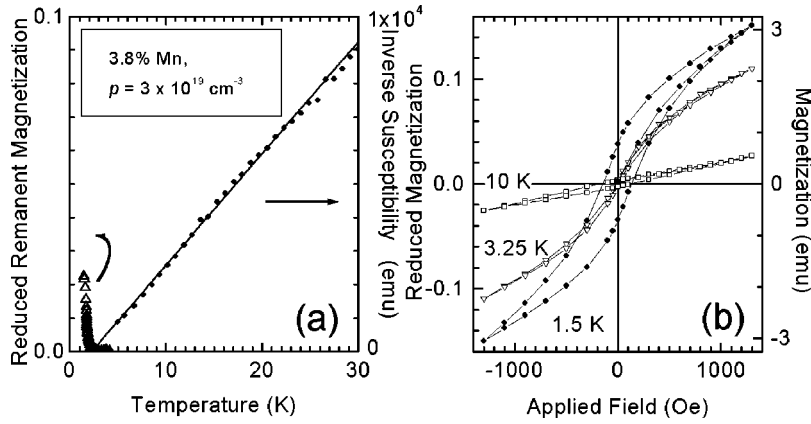 0.1
0.0
Reduced Remanent Magnetization
0
10
20
30
Temperature (K)
3.8% Mn,
p = 3 x 10^19 cm^-3
(a)
1x10^4
0
Inverse Susceptibility (emu)
0.1
0.0
-0.1
Reduced Magnetization
10 K
3.25 K
1.5 K
(b)
-1000
0
1000
Applied Field (Oe)
3
0
-3
Magnetization (emu)